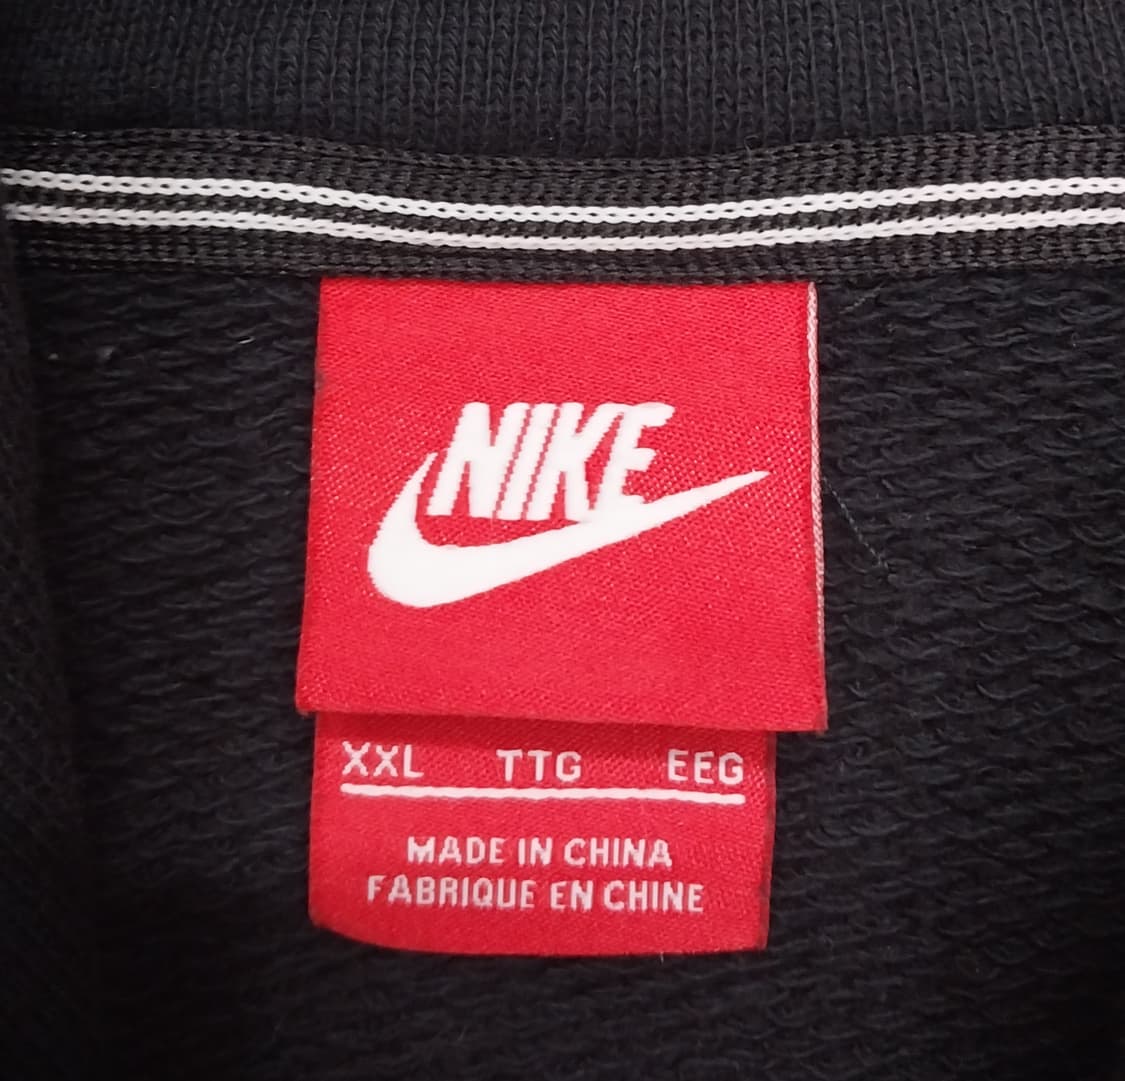 NIKE
XXL TTG EEG
MADE IN CHINA
FABRIQUE EN CHINE